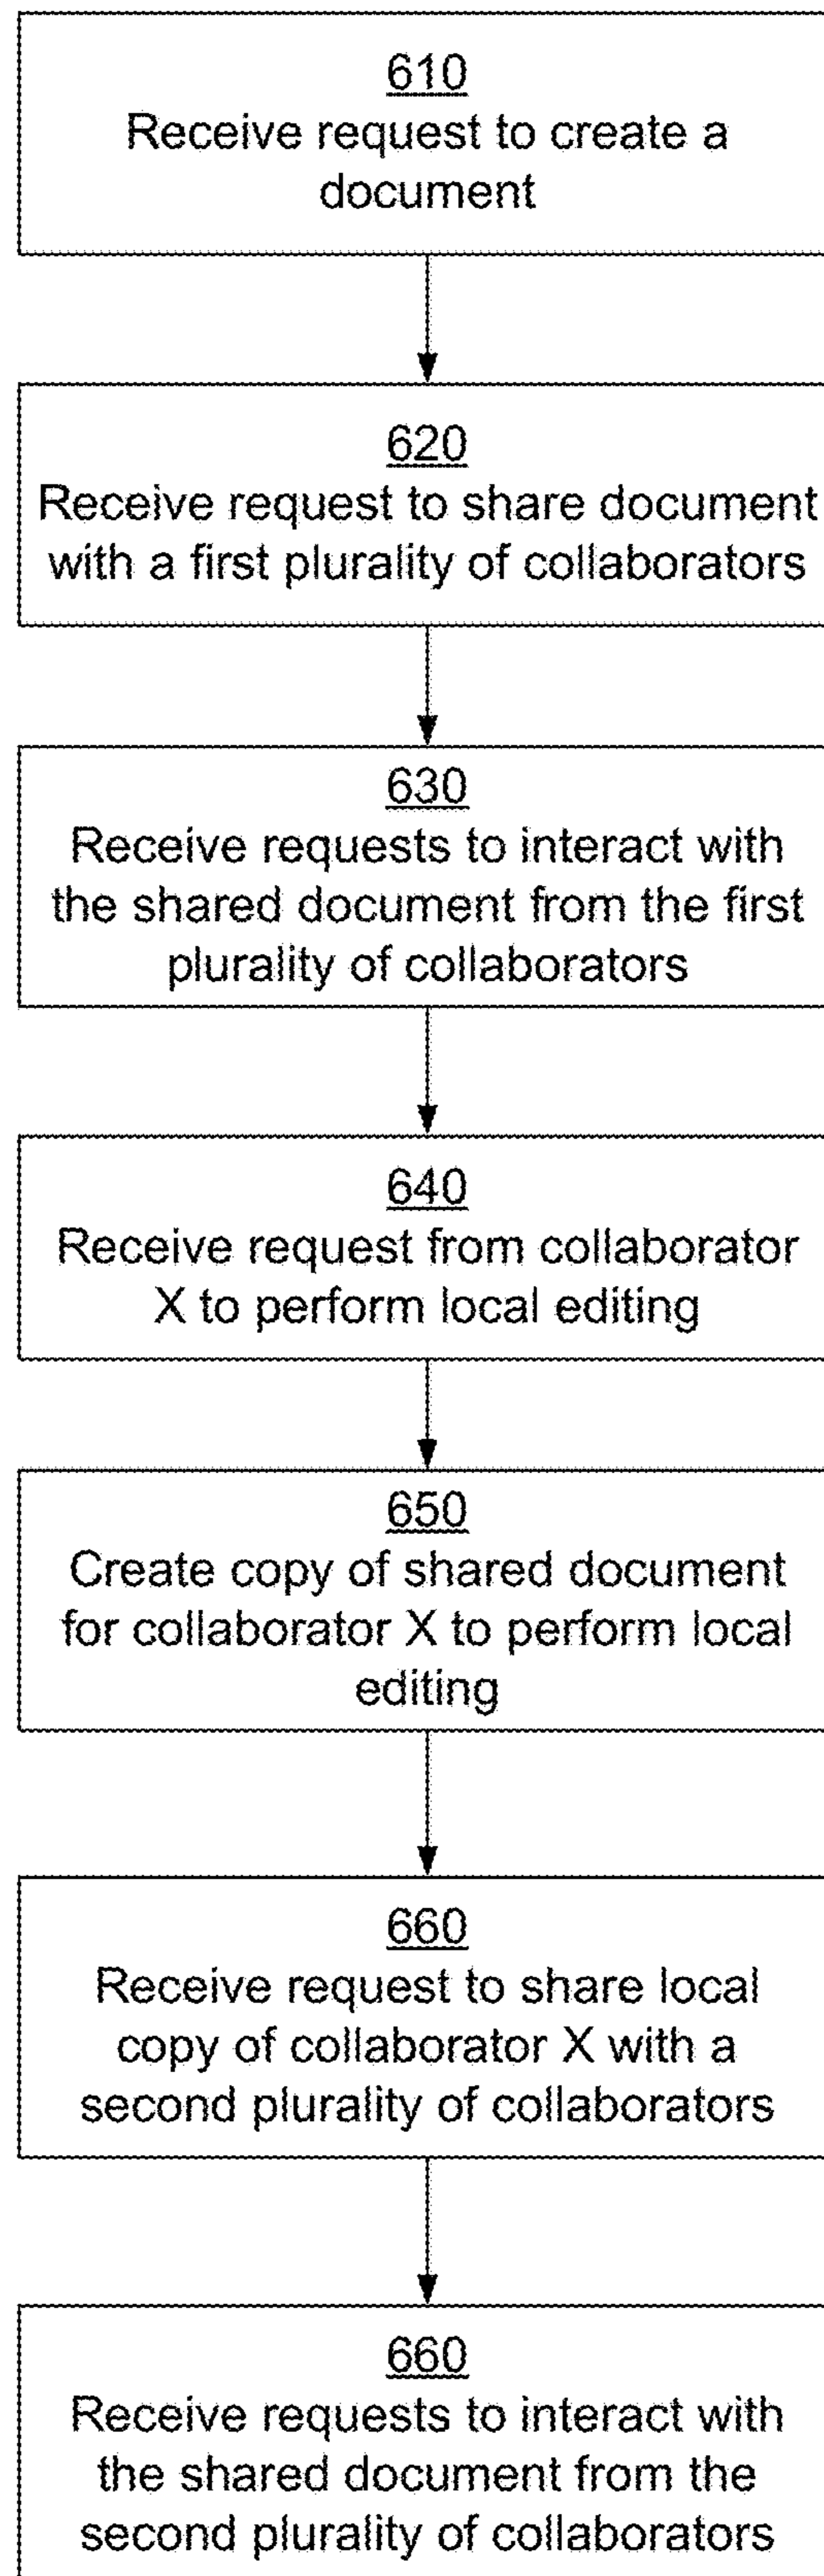 610
Receive request to create a
document
620
Receive request to share document
with a first plurality of collaborators
630
Receive requests to interact with
the shared document from the first
plurality of collaborators
640
Receive request from collaborator
X to perform local editing
650
Create copy of shared document
for collaborator X to perform local
editing
660
Receive request to share local
copy of collaborator X with a
second plurality of collaborators
660
Receive requests to interact with
the shared document from the
second plurality of collaborators